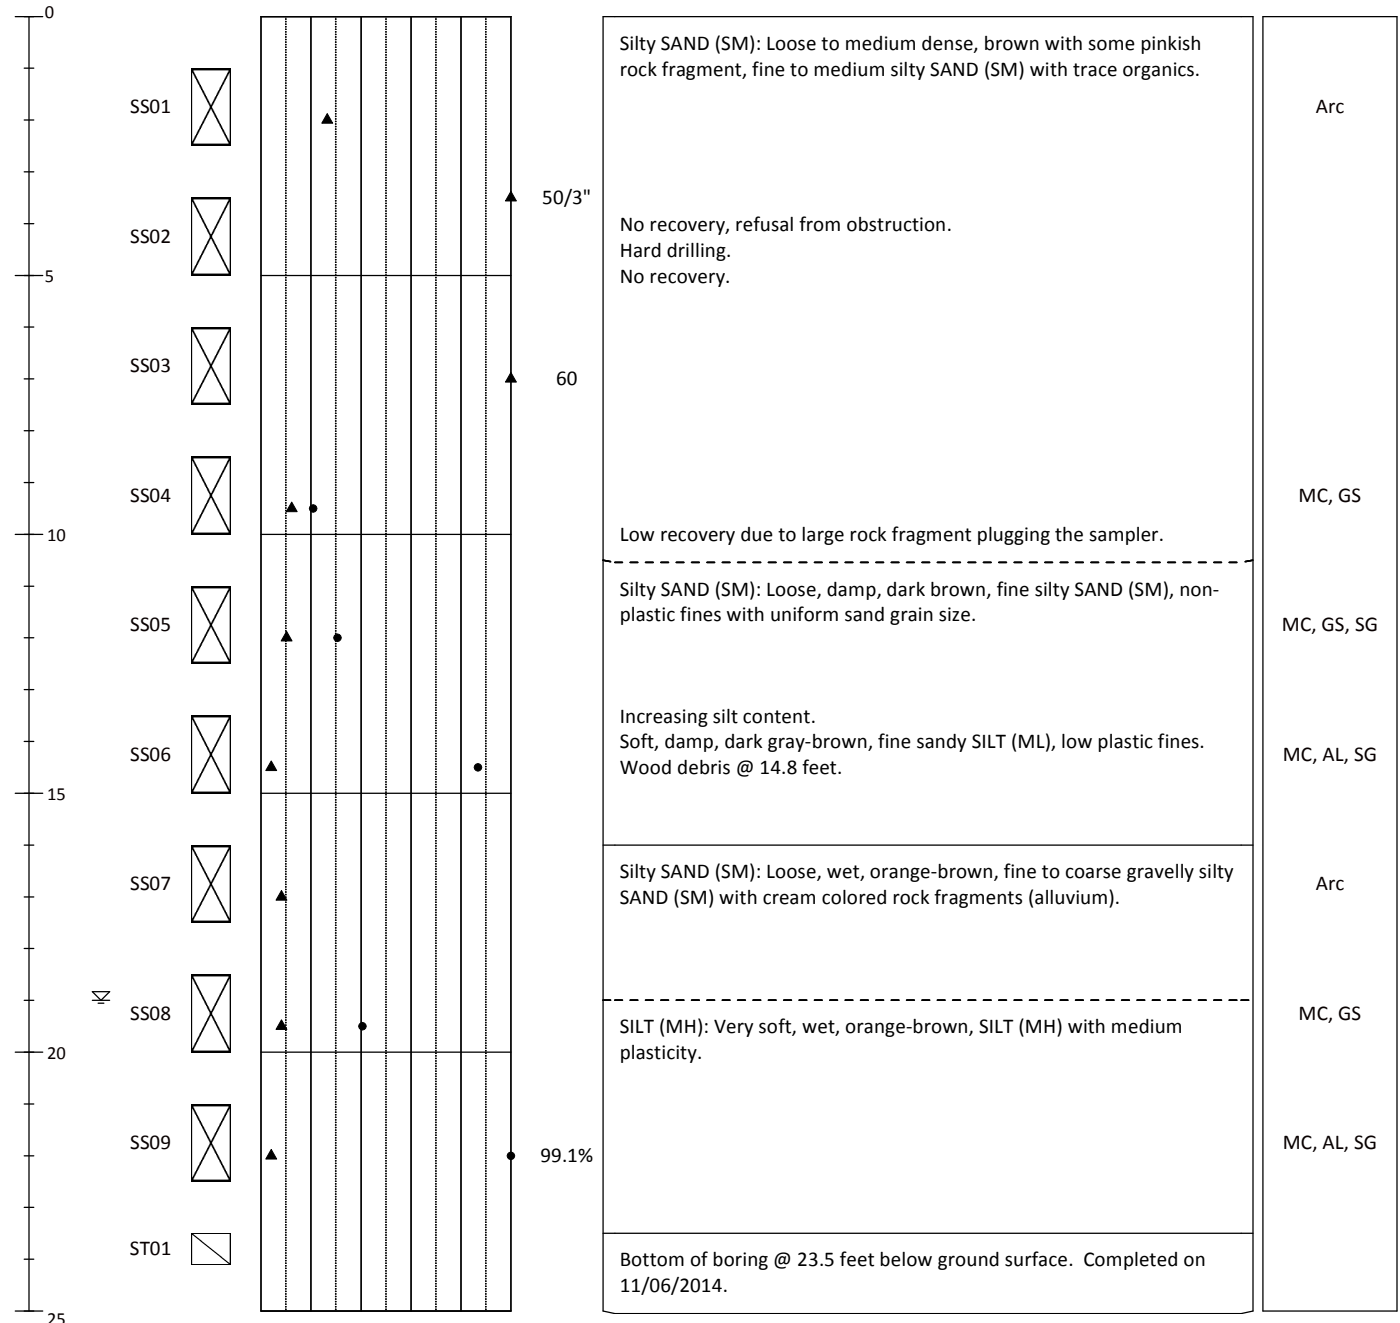 0
Silty SAND (SM): Loose to medium dense, brown with some pinkish
rock fragment, fine to medium silty SAND (SM) with trace organics.
SS01
Arc
50/3"
SS02
No recovery, refusal from obstruction.
Hard drilling.
No recovery.
5
SS03
60
SS04
MC, GS
10
Low recovery due to large rock fragment plugging the sampler.
Silty SAND (SM): Loose, damp, dark brown, fine silty SAND (SM), non-
plastic fines with uniform sand grain size.
SS05
MC, GS, SG
Increasing silt content.
Soft, damp, dark gray-brown, fine sandy SILT (ML), low plastic fines.
Wood debris @ 14.8 feet.
SS06
MC, AL, SG
15
Silty SAND (SM): Loose, wet, orange-brown, fine to coarse gravelly silty
SAND (SM) with cream colored rock fragments (alluvium).
SS07
Arc
SS08
MC, GS
SILT (MH): Very soft, wet, orange-brown, SILT (MH) with medium
plasticity.
20
SS09
99.1%
MC, AL, SG
ST01
Bottom of boring @ 23.5 feet below ground surface.  Completed on
11/06/2014.
25